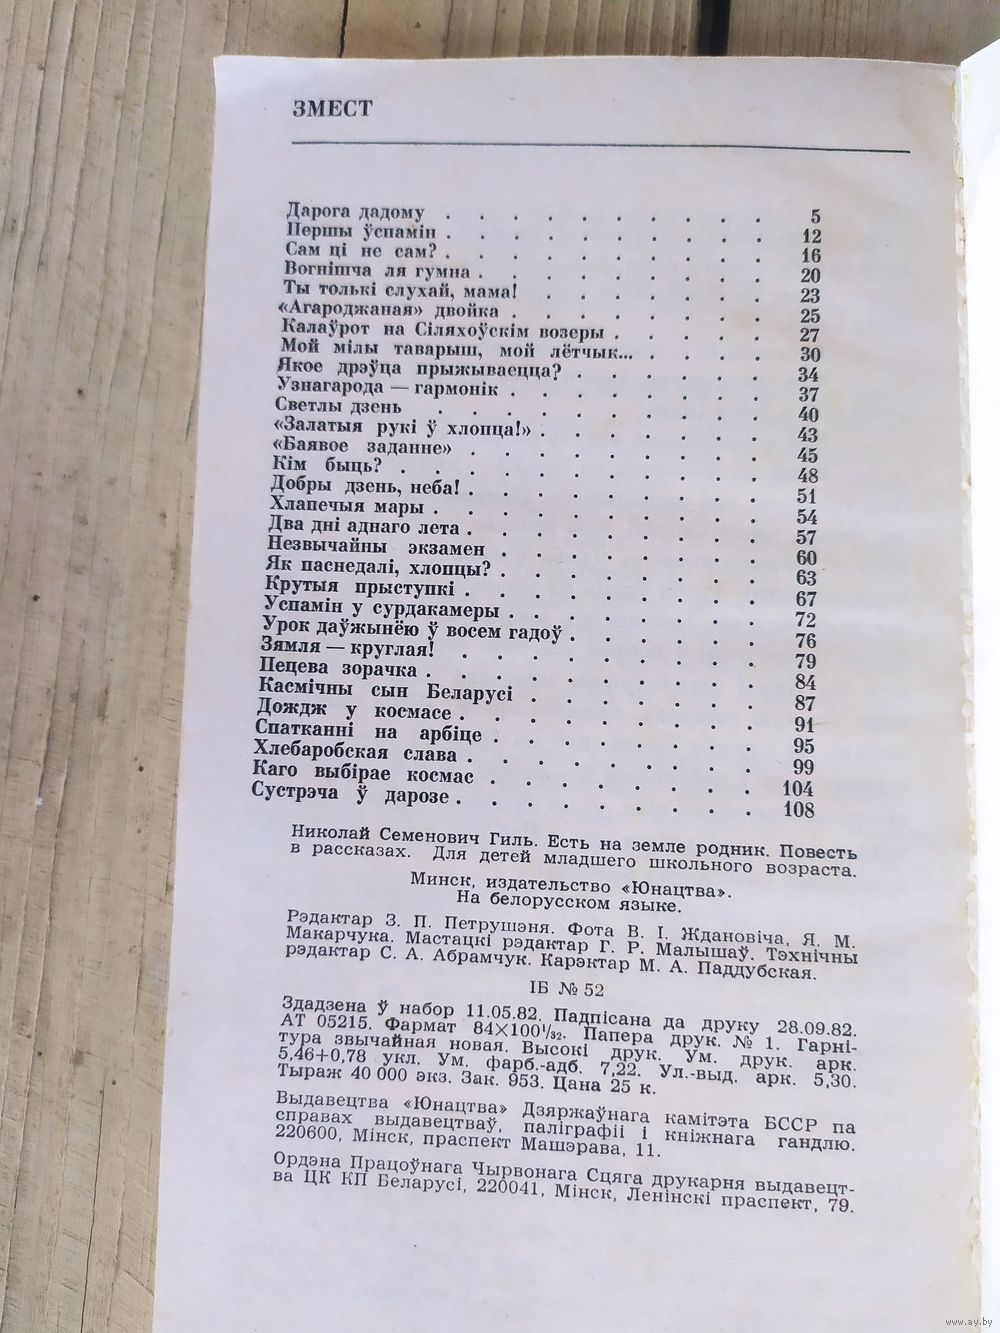 ЗМЕСТ
Дарога дадому . . . . . . . . . . 5
Першы ўспамін . . . . . . . . . . 12
Сам ці не сам? . . . . . . . . . . 16
Вогнішча ля гумна . . . . . . . . . 20
Ты толькі слухай, мама! . . . . . . . 23
«Агароджаная» двойка . . . . . . . . 25
Калаўрот на Сіляхоўскім возеры . . . . . 27
Мой мілы таварыш, мой лётчык... . . . . 30
Якое дрэўца прыжываецца? . . . . . . 34
Узнагарода — гармонік . . . . . . . . 37
Светлы дзень . . . . . . . . . . 40
«Залатыя рукі ў хлопца!» . . . . . . . 43
«Баявое заданне» . . . . . . . . . 45
Кім быць? . . . . . . . . . . . 48
Добры дзень, неба! . . . . . . . . . 51
Хлапечыя мары . . . . . . . . . . 54
Два дні аднаго лета . . . . . . . . . 57
Незвычайны экзамен . . . . . . . . 60
Як паснедалі, хлопцы? . . . . . . . . 63
Крутыя прыступкі . . . . . . . . . 67
Успамін у сурдакамеры . . . . . . . . 72
Урок даўжынёю ў восем гадоў . . . . . . 76
Зямля — круглая! . . . . . . . . . 79
Пецева зорачка . . . . . . . . . . 84
Касмічны сын Беларусі . . . . . . . 87
Дождж у космасе . . . . . . . . . 91
Спатканні на арбіце . . . . . . . . 95
Хлебаробская слава . . . . . . . . . 99
Каго выбірае космас . . . . . . . . 104
Сустрэча ў дарозе . . . . . . . . . 108
Николай Семенович Гиль. Есть на земле родник. Повесть
в рассказах. Для детей младшего школьного возраста.
Минск, издательство «Юнацтва».
На белорусском языке.
Рэдактар З. П. Петрушэня. Фота В. І. Ждановіча, Я. М.
Макарчука. Мастацкі рэдактар Г. Р. Малышаў. Тэхнічны
рэдактар С. А. Абрамчук. Карэктар М. А. Паддубская.
ІБ № 52
Здадзена ў набор 11.05.82. Падпісана да друку 28.09.82.
АТ 05215. Фармат 84×100¹/₃₂. Папера друк. № 1. Гарні-
тура звычайная новая. Высокі друк. Ум. друк. арк.
5,46+0,78 укл. Ум. фарб.-адб. 7,22. Ул.-выд. арк. 5,30.
Тыраж 40 000 экз. Зак. 953. Цана 25 к.
Выдавецтва «Юнацтва» Дзяржаўнага камітэта БССР па
справах выдавецтваў, паліграфіі і кніжнага гандлю.
220600, Мінск, праспект Машэрава, 11.
Ордэна Працоўнага Чырвонага Сцяга друкарня выдавецт-
ва ЦК КП Беларусі, 220041, Мінск, Ленінскі праспект, 79.
www.ay.by